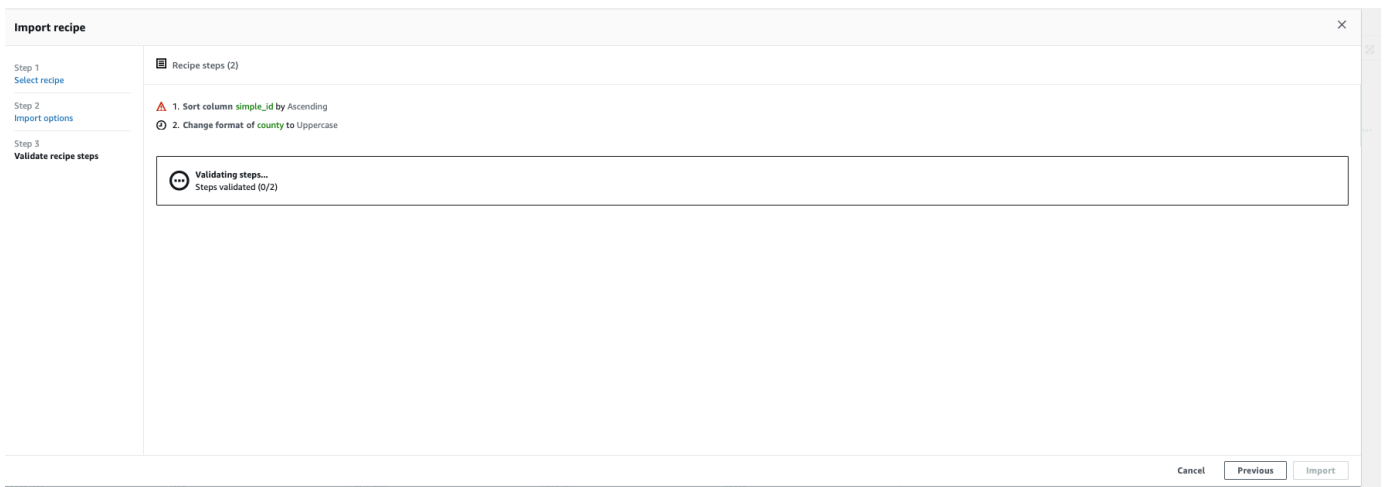 Import recipe
Step 1
Select recipe
Step 2
Import options
Step 3
Validate recipe steps
Recipe steps (2)
1. Sort column simple_id by Ascending
2. Change format of county to Uppercase
Validating steps...
Steps validated (0/2)
Cancel
Previous
Import